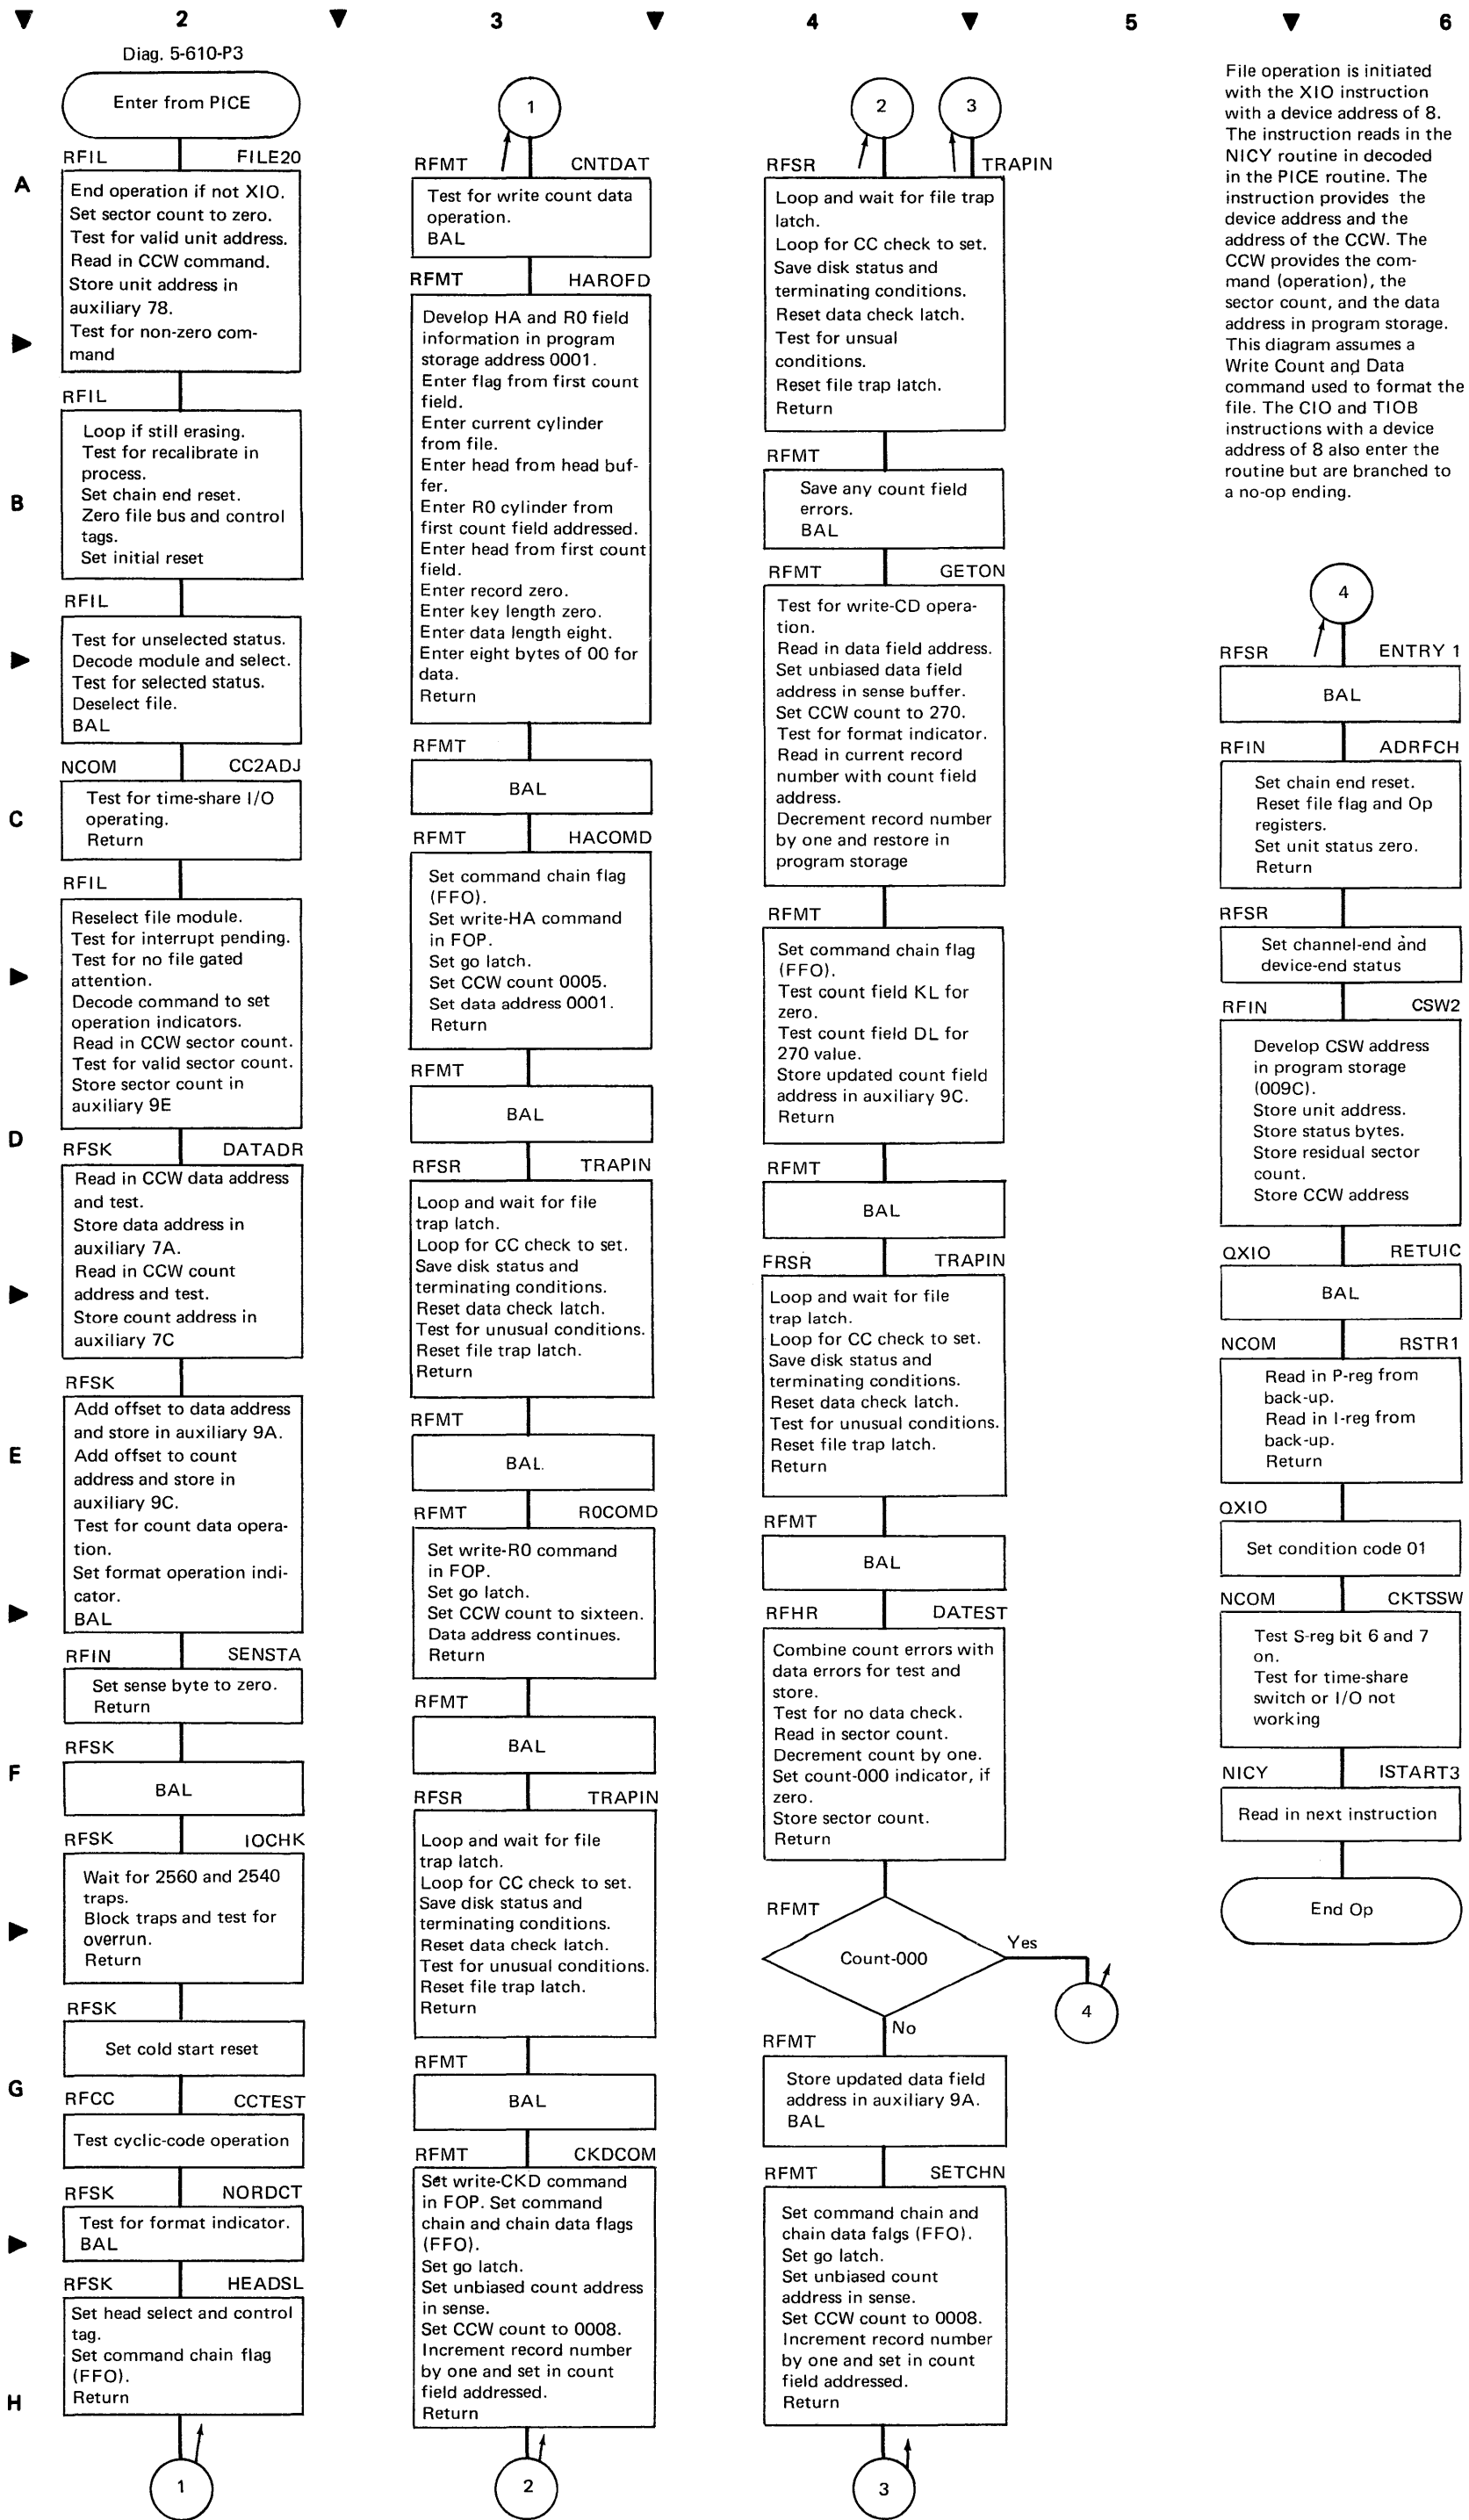 2
3
4
5
6
Diag. 5-610-P3
Enter from PICE
RFIL FILE20
A
End operation if not XIO.
Set sector count to zero.
Test for valid unit address.
Read in CCW command.
Store unit address in
auxiliary 78.
Test for non-zero com-
mand
RFIL
Loop if still erasing.
Test for recalibrate in
process.
B
Set chain end reset.
Zero file bus and control
tags.
Set initial reset
RFIL
Test for unselected status.
Decode module and select.
Test for selected status.
Deselect file.
BAL
NCOM CC2ADJ
C
Test for time-share I/O
operating.
Return
RFIL
Reselect file module.
Test for interrupt pending.
Test for no file gated
attention.
Decode command to set
operation indicators.
Read in CCW sector count.
Test for valid sector count.
Store sector count in
auxiliary 9E
D
RFSK DATADR
Read in CCW data address
and test.
Store data address in
auxiliary 7A.
Read in CCW count
address and test.
Store count address in
auxiliary 7C
RFSK
Add offset to data address
and store in auxiliary 9A.
E
Add offset to count
address and store in
auxiliary 9C.
Test for count data opera-
tion.
Set format operation indi-
cator.
BAL
RFIN SENSTA
Set sense byte to zero.
Return
RFSK
F
BAL
RFSK IOCHK
Wait for 2560 and 2540
traps.
Block traps and test for
overrun.
Return
RFSK
Set cold start reset
G
RFCC CCTEST
Test cyclic-code operation
RFSK NORDCT
Test for format indicator.
BAL
RFSK HEADSL
Set head select and control
tag.
Set command chain flag
(FFO).
H
Return
1
1
RFMT CNTDAT
Test for write count data
operation.
BAL
RFMT HAROFD
Develop HA and R0 field
information in program
storage address 0001.
Enter flag from first count
field.
Enter current cylinder
from file.
Enter head from head buf-
fer.
Enter R0 cylinder from
first count field addressed.
Enter head from first count
field.
Enter record zero.
Enter key length zero.
Enter data length eight.
Enter eight bytes of 00 for
data.
Return
RFMT
BAL
RFMT HACOMD
Set command chain flag
(FFO).
Set write-HA command
in FOP.
Set go latch.
Set CCW count 0005.
Set data address 0001.
Return
RFMT
BAL
RFSR TRAPIN
Loop and wait for file
trap latch.
Loop for CC check to set.
Save disk status and
terminating conditions.
Reset data check latch.
Test for unusual conditions.
Reset file trap latch.
Return
RFMT
BAL
RFMT R0COMD
Set write-R0 command
in FOP.
Set go latch.
Set CCW count to sixteen.
Data address continues.
Return
RFMT
BAL
RFSR TRAPIN
Loop and wait for file
trap latch.
Loop for CC check to set.
Save disk status and
terminating conditions.
Reset data check latch.
Test for unusual conditions.
Reset file trap latch.
Return
RFMT
BAL
RFMT CKDCOM
Set write-CKD command
in FOP. Set command
chain and chain data flags
(FFO).
Set go latch.
Set unbiased count address
in sense.
Set CCW count to 0008.
Increment record number
by one and set in count
field addressed.
Return
2
2
3
RFSR TRAPIN
Loop and wait for file trap
latch.
Loop for CC check to set.
Save disk status and
terminating conditions.
Reset data check latch.
Test for unsual
conditions.
Reset file trap latch.
Return
RFMT
Save any count field
errors.
BAL
RFMT GETON
Test for write-CD opera-
tion.
Read in data field address.
Set unbiased data field
address in sense buffer.
Set CCW count to 270.
Test for format indicator.
Read in current record
number with count field
address.
Decrement record number
by one and restore in
program storage
RFMT
Set command chain flag
(FFO).
Test count field KL for
zero.
Test count field DL for
270 value.
Store updated count field
address in auxiliary 9C.
Return
RFMT
BAL
FRSR TRAPIN
Loop and wait for file
trap latch.
Loop for CC check to set.
Save disk status and
terminating conditions.
Reset data check latch.
Test for unusual conditions.
Reset file trap latch.
Return
RFMT
BAL
RFHR DATEST
Combine count errors with
data errors for test and
store.
Test for no data check.
Read in sector count.
Decrement count by one.
Set count-000 indicator, if
zero.
Store sector count.
Return
RFMT
Count-000
Yes
4
No
RFMT
Store updated data field
address in auxiliary 9A.
BAL
RFMT SETCHN
Set command chain and
chain data falgs (FFO).
Set go latch.
Set unbiased count
address in sense.
Set CCW count to 0008.
Increment record number
by one and set in count
field addressed.
Return
3
File operation is initiated
with the XIO instruction
with a device address of 8.
The instruction reads in the
NICY routine in decoded
in the PICE routine. The
instruction provides the
device address and the
address of the CCW. The
CCW provides the com-
mand (operation), the
sector count, and the data
address in program storage.
This diagram assumes a
Write Count and Data
command used to format the
file. The CIO and TIOB
instructions with a device
address of 8 also enter the
routine but are branched to
a no-op ending.
4
RFSR ENTRY 1
BAL
RFIN ADRFCH
Set chain end reset.
Reset file flag and Op
registers.
Set unit status zero.
Return
RFSR
Set channel-end and
device-end status
RFIN CSW2
Develop CSW address
in program storage
(009C).
Store unit address.
Store status bytes.
Store residual sector
count.
Store CCW address
QXIO RETUIC
BAL
NCOM RSTR1
Read in P-reg from
back-up.
Read in I-reg from
back-up.
Return
QXIO
Set condition code 01
NCOM CKTSSW
Test S-reg bit 6 and 7
on.
Test for time-share
switch or I/O not
working
NICY ISTART3
Read in next instruction
End Op